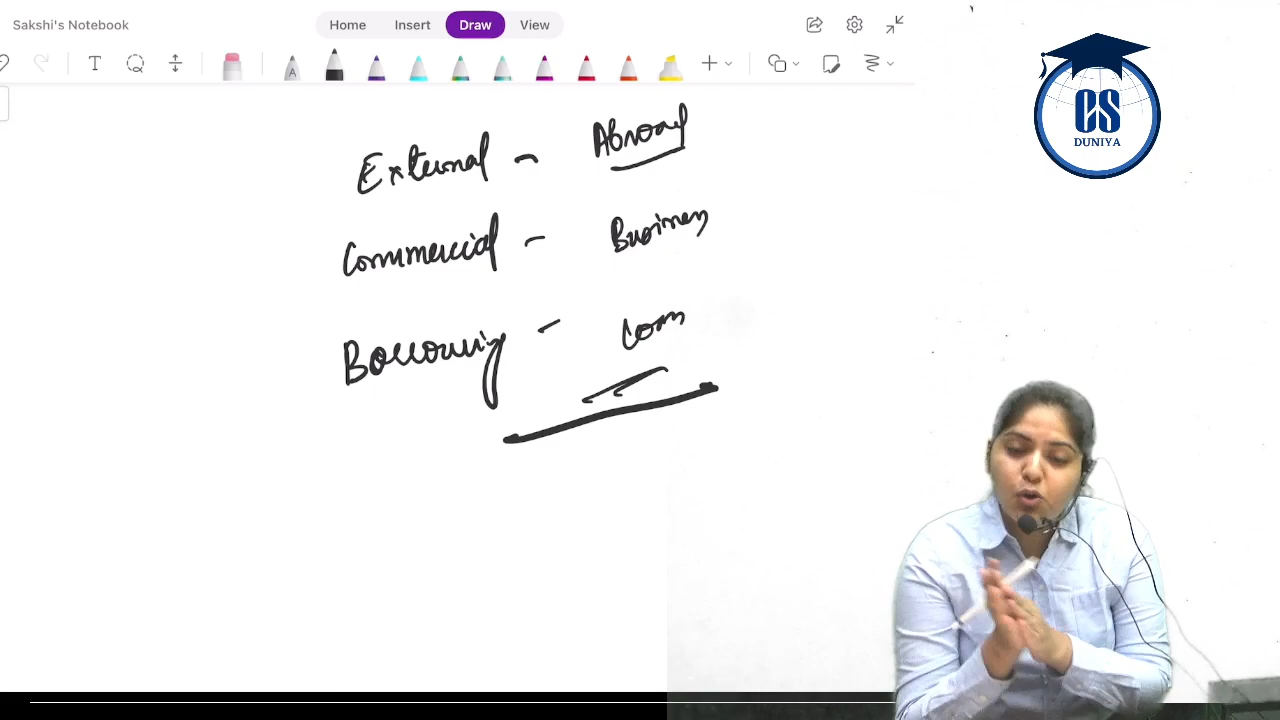 Sakshi's Notebook
Home Insert Draw View
T
A
External - Abroad
Commercial - Business
Borrowing - Loan
CS
DUNIYA